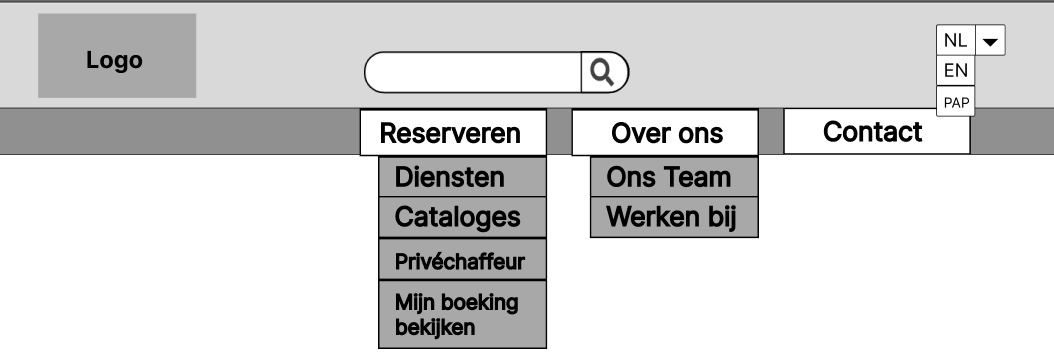 Logo
NL
EN
PAP
Reserveren
Over ons
Contact
Diensten
Ons Team
Cataloges
Werken bij
Privéchaffeur
Mijn boeking
bekijken